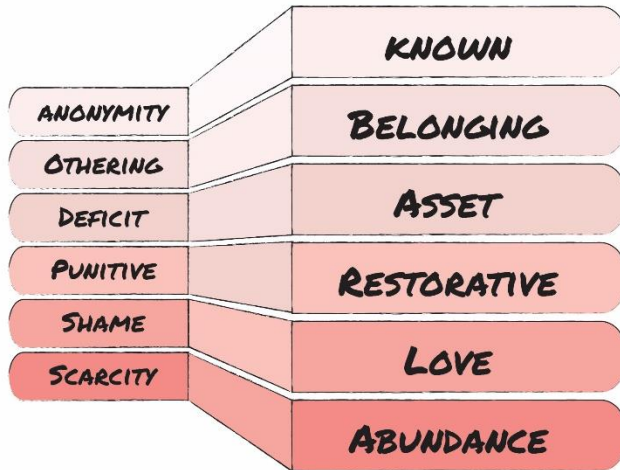 KNOWN
ANONYMITY
BELONGING
OTHERING
ASSET
DEFICIT
PUNITIVE
RESTORATIVE
SHAME
LOVE
SCARCITY
ABUNDANCE